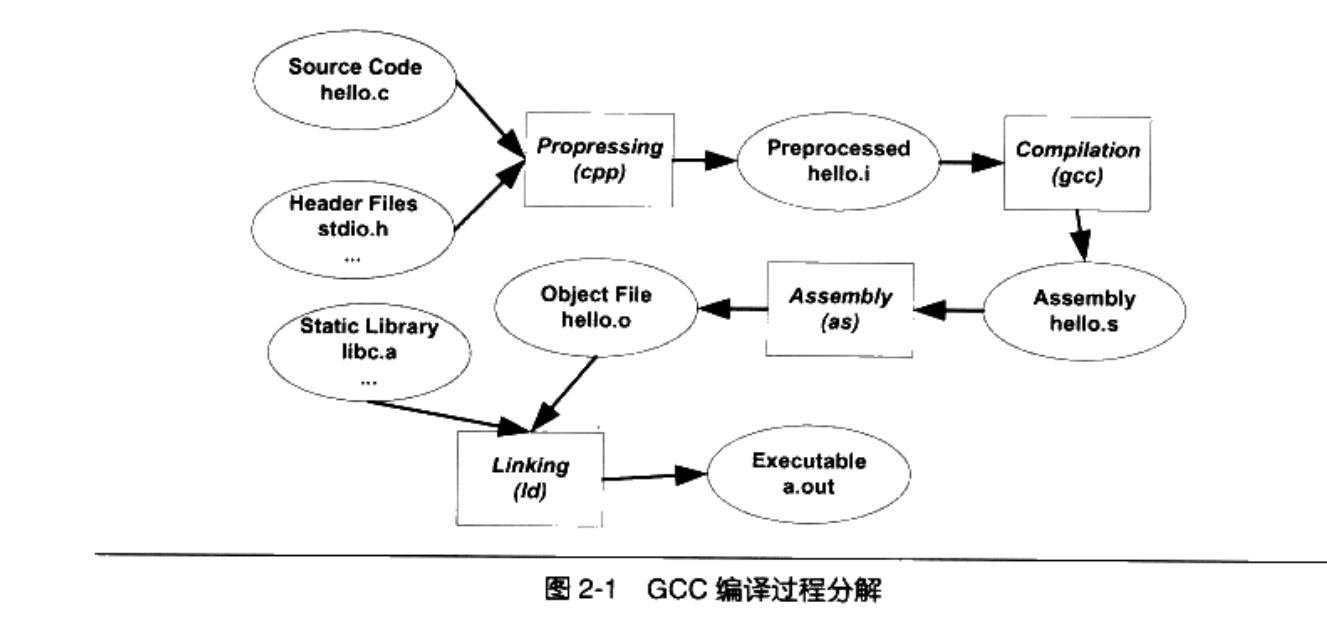 Source Code
hello.c
Propressing
(cpp)
Preprocessed
hello.i
Compilation
(gcc)
Header Files
stdio.h
...
Object File
hello.o
Assembly
(as)
Assembly
hello.s
Static Library
libc.a
...
Linking
(ld)
Executable
a.out
图 2-1 GCC 编译过程分解